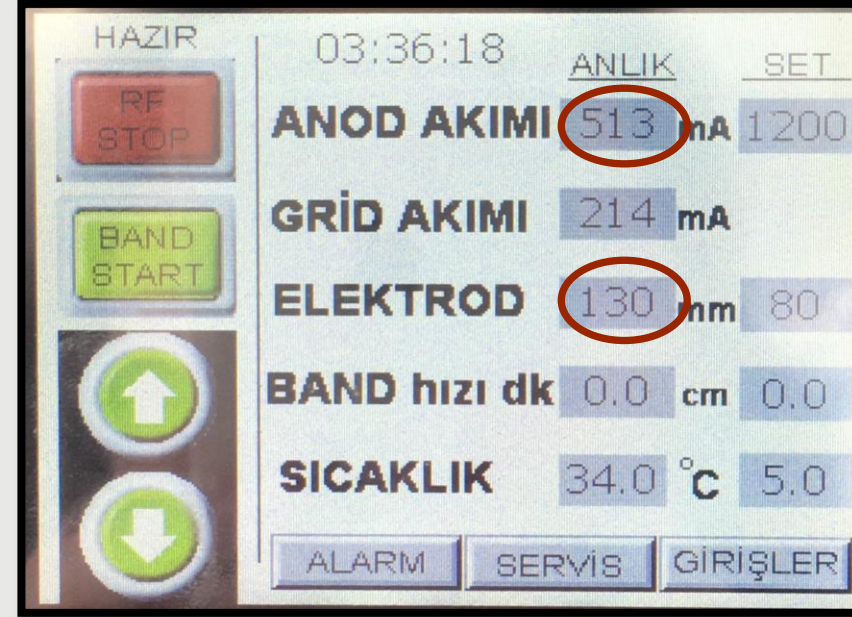 HAZIR
RF
STOP
BAND
START
03:36:18
ANLIK SET
ANOD AKIMI 513 mA 1200
GRİD AKIMI 214 mA
ELEKTROD 130 mm 80
BAND hızı dk 0.0 cm 0.0
SICAKLIK 34.0 °C 5.0
ALARM SERVİS GİRİŞLER